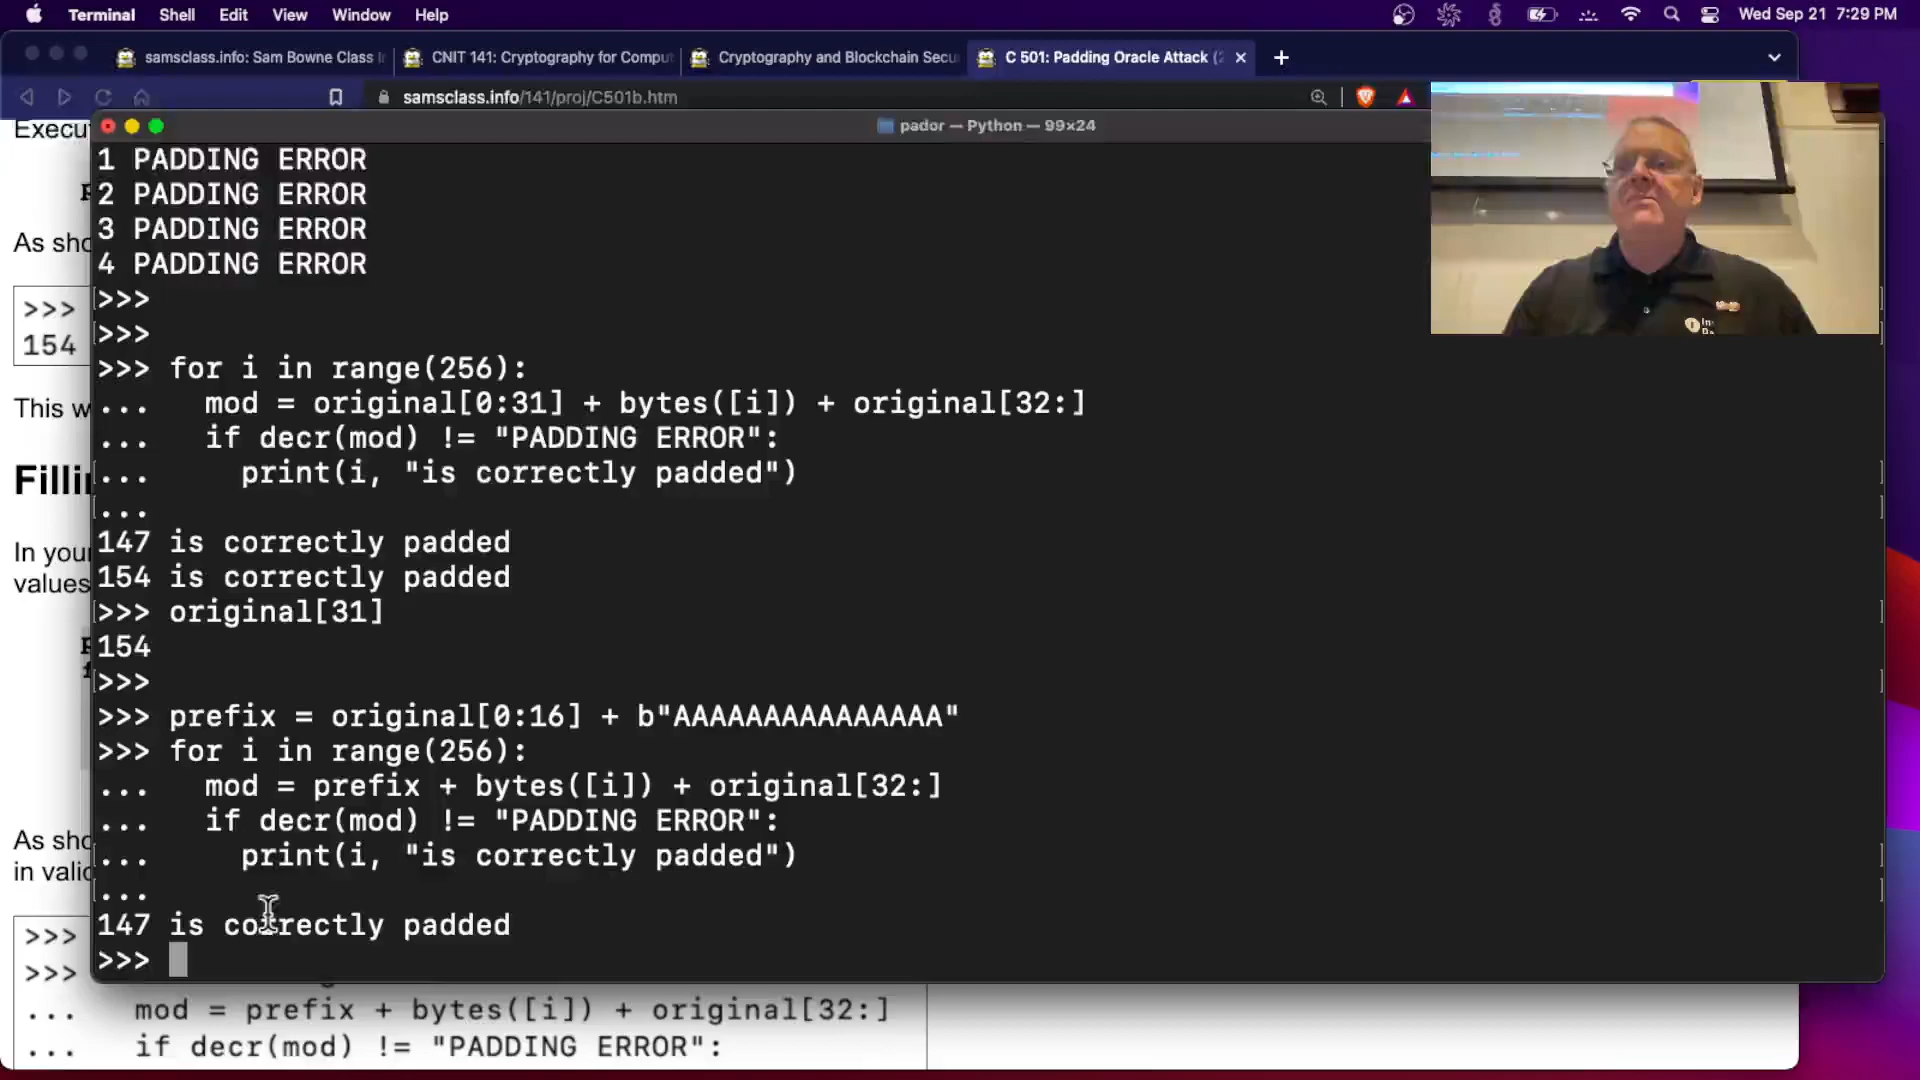 Terminal Shell Edit View Window Help Wed Sep 21 7:29 PM
samsclass.info: Sam Bowne Class I CNIT 141: Cryptography for Comput Cryptography and Blockchain Secu C 501: Padding Oracle Attack (2
samsclass.info/141/proj/C501b.htm
pador — Python — 99×24
Execu
As sho
>>>
154
This w
Filli
In your
values
As sho
in valid
>>>
>>>
1 PADDING ERROR
2 PADDING ERROR
3 PADDING ERROR
4 PADDING ERROR
>>>
>>>
>>> for i in range(256):
... mod = original[0:31] + bytes([i]) + original[32:]
... if decr(mod) != "PADDING ERROR":
... print(i, "is correctly padded")
...
147 is correctly padded
154 is correctly padded
>>> original[31]
154
>>>
>>> prefix = original[0:16] + b"AAAAAAAAAAAAAAA"
>>> for i in range(256):
... mod = prefix + bytes([i]) + original[32:]
... if decr(mod) != "PADDING ERROR":
... print(i, "is correctly padded")
...
147 is correctly padded
>>>
... mod = prefix + bytes([i]) + original[32:]
... if decr(mod) != "PADDING ERROR":